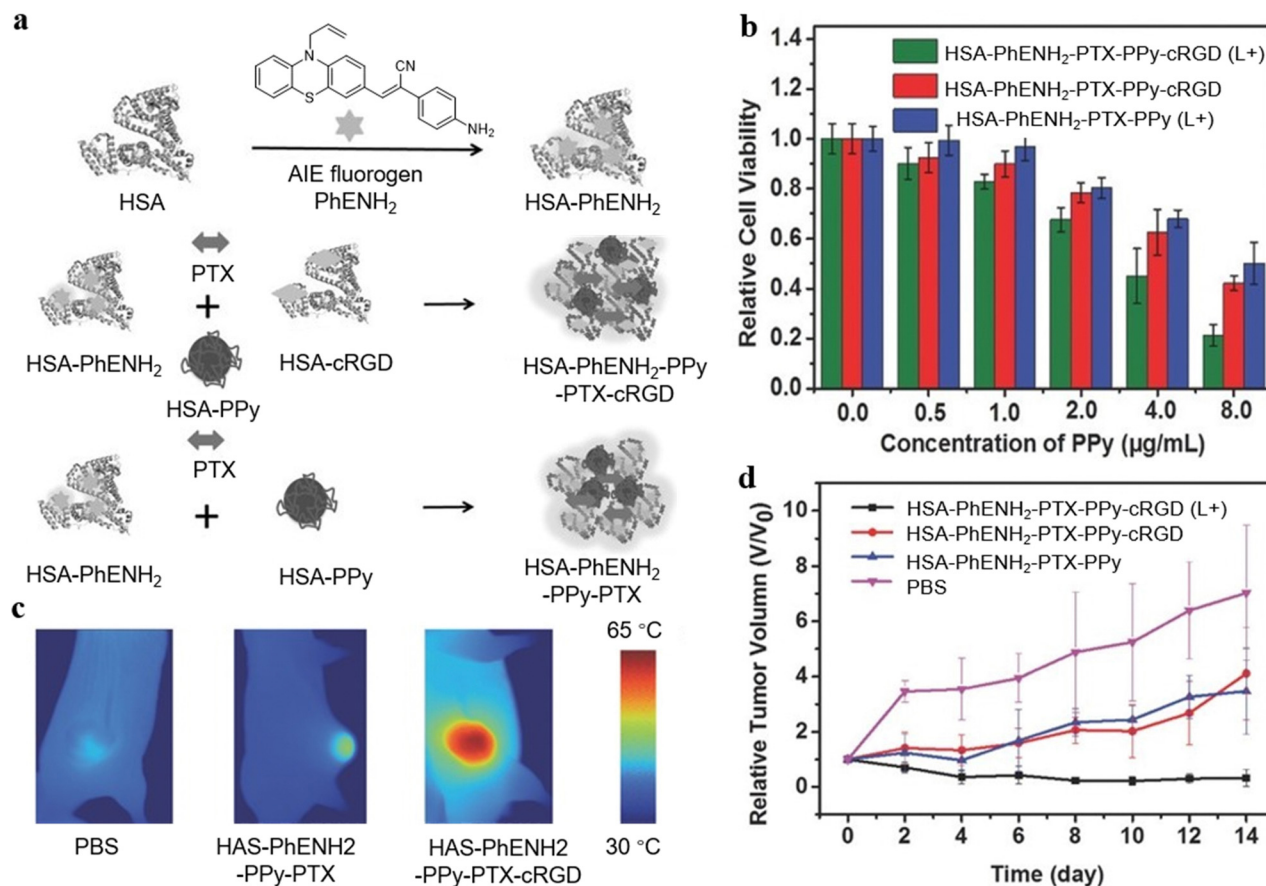 a
N
S
CN
NH₂
HSA
AIE fluorogen
PhENH₂
HSA-PhENH₂
PTX
+
HSA-PhENH₂
HSA-PPy
HSA-cRGD
HSA-PhENH₂-PPy
-PTX-cRGD
PTX
+
HSA-PhENH₂
HSA-PPy
HSA-PhENH₂
-PPy-PTX
b
1.4
1.2
1.0
0.8
0.6
0.4
0.2
0.0
Relative Cell Viability
HSA-PhENH₂-PTX-PPy-cRGD (L+)
HSA-PhENH₂-PTX-PPy-cRGD
HSA-PhENH₂-PTX-PPy (L+)
0.0 0.5 1.0 2.0 4.0 8.0
Concentration of PPy (μg/mL)
c
65 °C
30 °C
PBS
HAS-PhENH2
-PPy-PTX
HAS-PhENH2
-PPy-PTX-cRGD
d
10
8
6
4
2
0
Relative Tumor Volumn (V/V₀)
HSA-PhENH₂-PTX-PPy-cRGD (L+)
HSA-PhENH₂-PTX-PPy-cRGD
HSA-PhENH₂-PTX-PPy
PBS
0 2 4 6 8 10 12 14
Time (day)